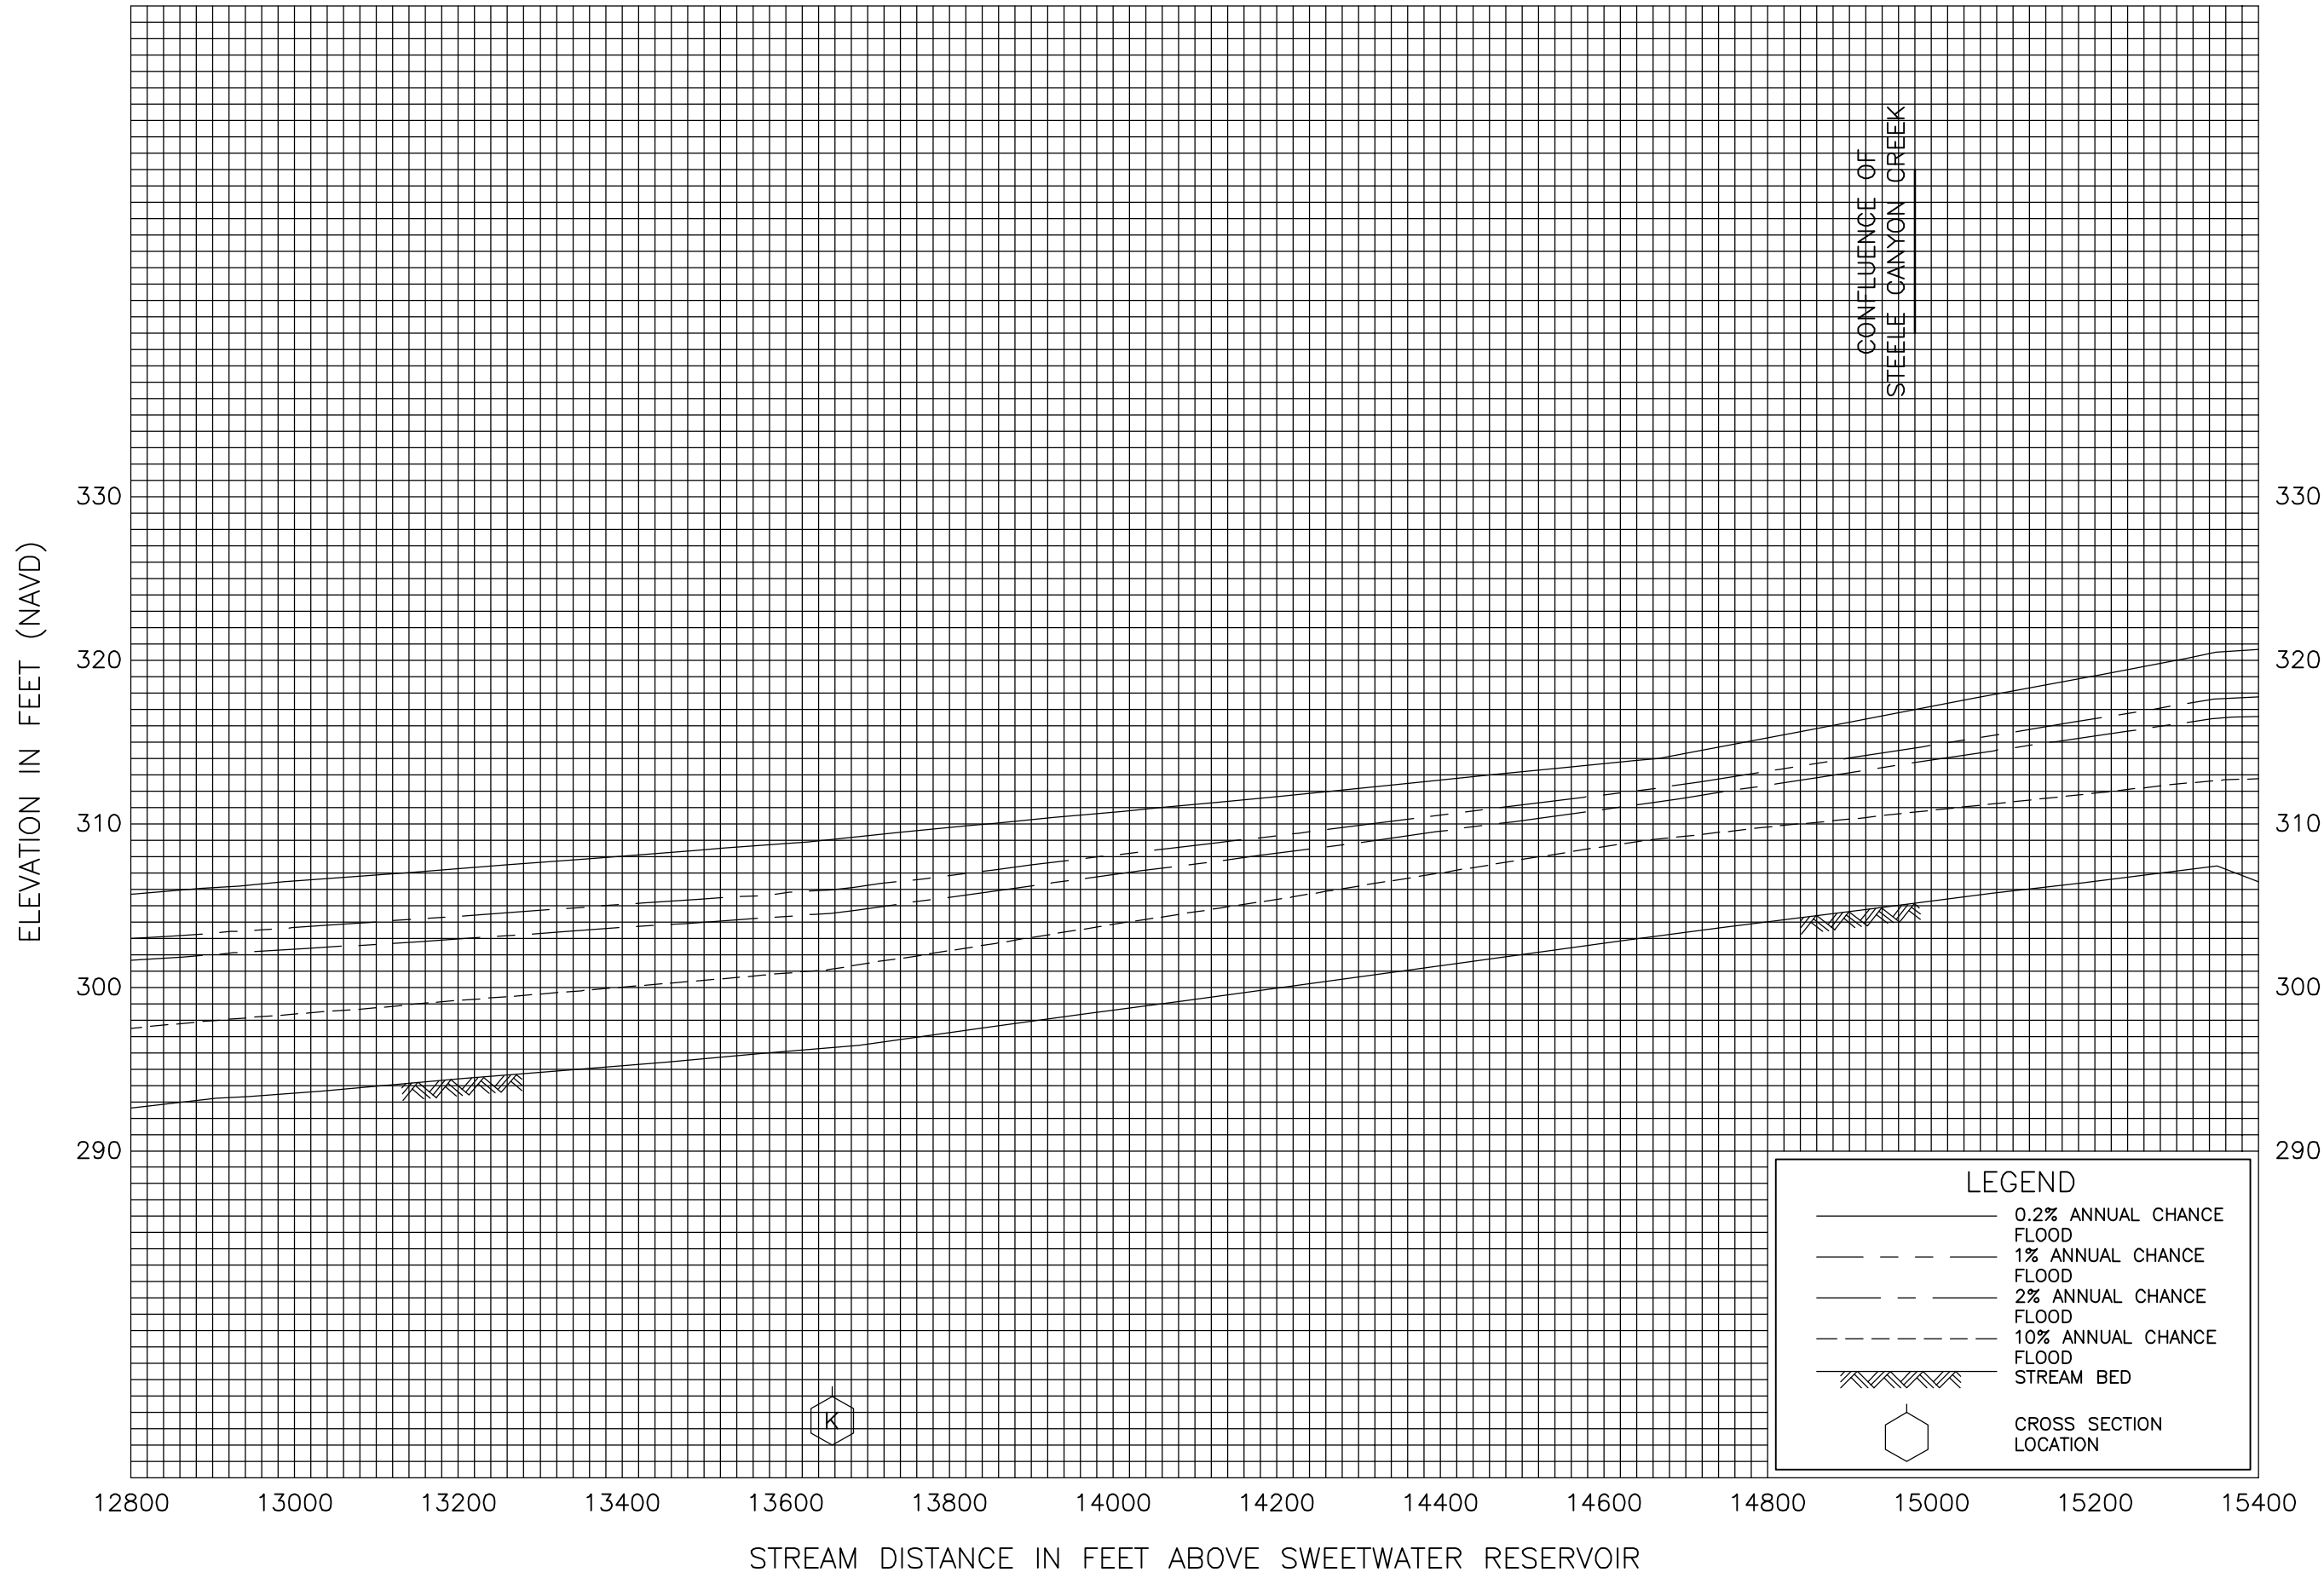 CONFLUENCE OF
STEELE CANYON CREEK
ELEVATION IN FEET (NAVD)
330
330
320
320
310
310
300
300
290
290
LEGEND
0.2% ANNUAL CHANCE
FLOOD
1% ANNUAL CHANCE
FLOOD
2% ANNUAL CHANCE
FLOOD
10% ANNUAL CHANCE
FLOOD
STREAM BED
CROSS SECTION
LOCATION
K
12800 13000 13200 13400 13600 13800 14000 14200 14400 14600 14800 15000 15200 15400
STREAM DISTANCE IN FEET ABOVE SWEETWATER RESERVOIR